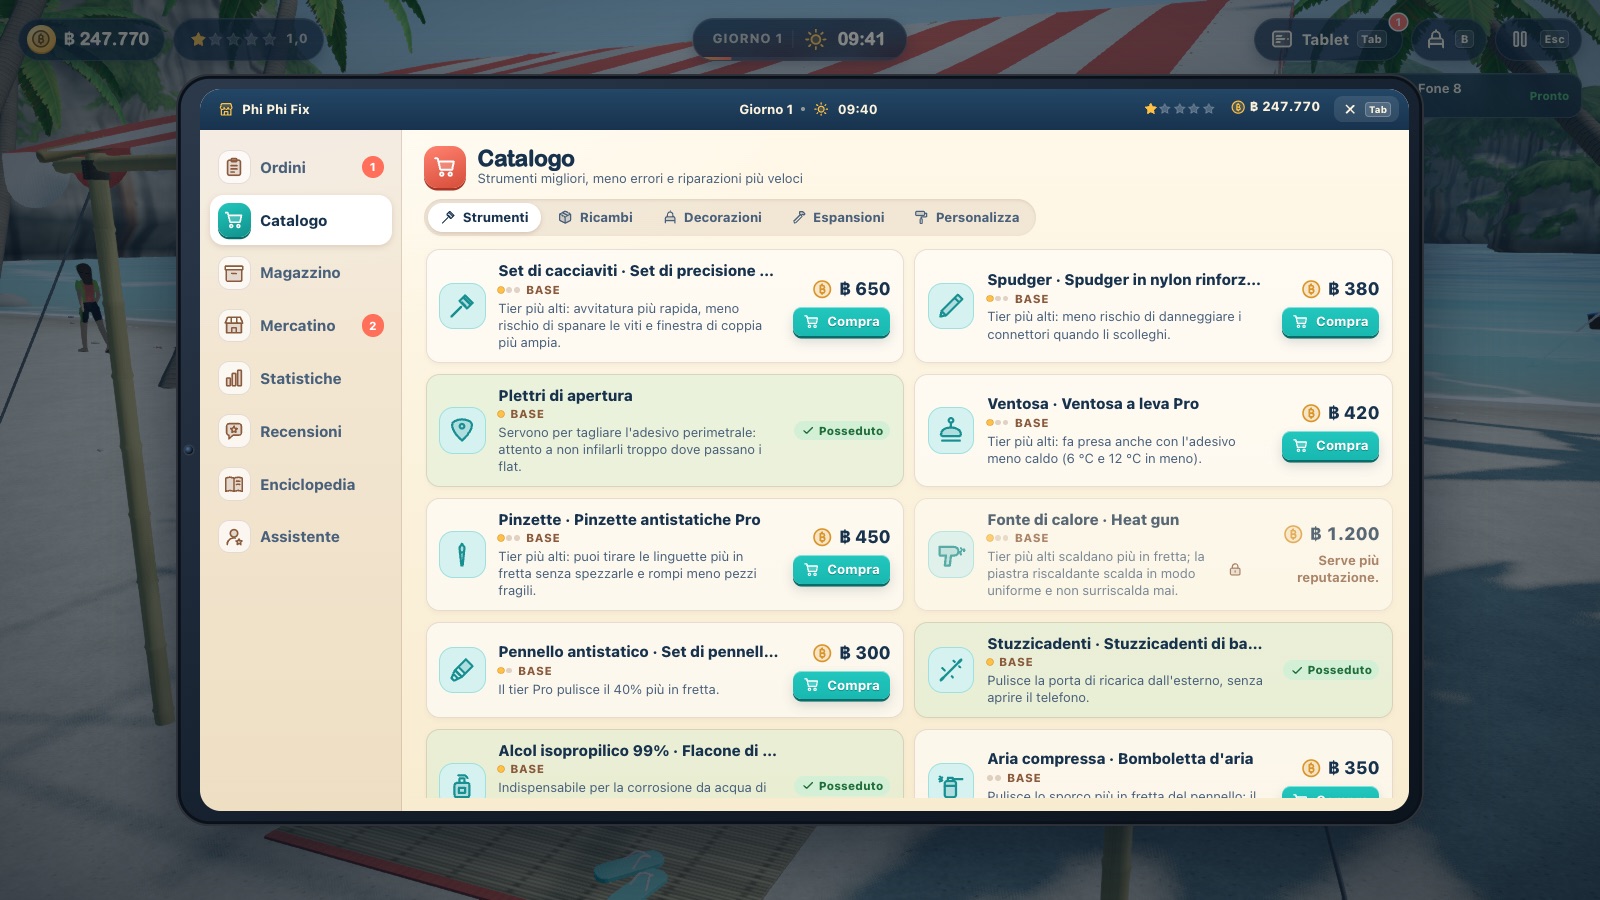 ฿ 247.770
1,0
GIORNO 1
09:41
Tablet Tab
1
B
Esc
Fone 8
Pronto
Phi Phi Fix
Giorno 1 • 09:40
฿ 247.770
Tab
Ordini 1
Catalogo
Magazzino
Mercatino 2
Statistiche
Recensioni
Enciclopedia
Assistente
Catalogo
Strumenti migliori, meno errori e riparazioni più veloci
Strumenti
Ricambi
Decorazioni
Espansioni
Personalizza
Set di cacciaviti · Set di precisione ...
BASE
Tier più alti: avvitatura più rapida, meno
rischio di spanare le viti e finestra di coppia
più ampia.
฿ 650
Compra
Spudger · Spudger in nylon rinforz...
BASE
Tier più alti: meno rischio di danneggiare i
connettori quando li scolleghi.
฿ 380
Compra
Plettri di apertura
BASE
Servono per tagliare l'adesivo perimetrale:
attento a non infilarli troppo dove passano i
flat.
Posseduto
Ventosa · Ventosa a leva Pro
BASE
Tier più alti: fa presa anche con l'adesivo
meno caldo (6 °C e 12 °C in meno).
฿ 420
Compra
Pinzette · Pinzette antistatiche Pro
BASE
Tier più alti: puoi tirare le linguette più in
fretta senza spezzarle e rompi meno pezzi
fragili.
฿ 450
Compra
Fonte di calore · Heat gun
BASE
Tier più alti scaldano più in fretta; la
piastra riscaldante scalda in modo
uniforme e non surriscalda mai.
฿ 1.200
Serve più
reputazione.
Pennello antistatico · Set di pennell...
BASE
Il tier Pro pulisce il 40% più in fretta.
฿ 300
Compra
Stuzzicadenti · Stuzzicadenti di ba...
BASE
Pulisce la porta di ricarica dall'esterno, senza
aprire il telefono.
Posseduto
Alcol isopropilico 99% · Flacone di ...
BASE
Indispensabile per la corrosione da acqua di
Posseduto
Aria compressa · Bomboletta d'aria
BASE
Pulisce lo sporco più in fretta del pennello: il
฿ 350